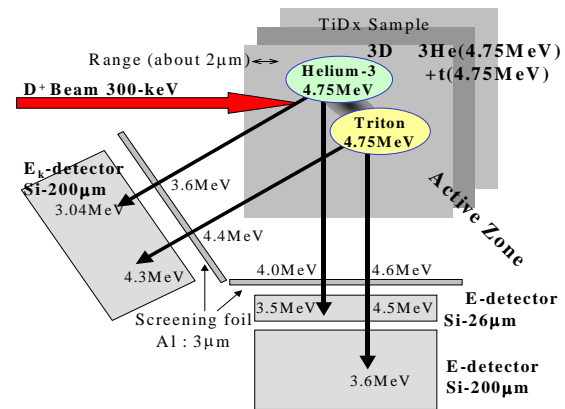 TiDx Sample
3D 3He(4.75MeV)
+t(4.75MeV)
Range (about 2μm)
Helium-3
4.75MeV
D+ Beam 300-keV
Triton
4.75MeV
Ek-detector
Si-200μm
3.04MeV
3.6MeV
4.4MeV
4.3MeV
Active Zone
4.0MeV
4.6MeV
3.5MeV
4.5MeV
E-detector
Si-26μm
Screening foil
Al : 3μm
3.6MeV
E-detector
Si-200μm